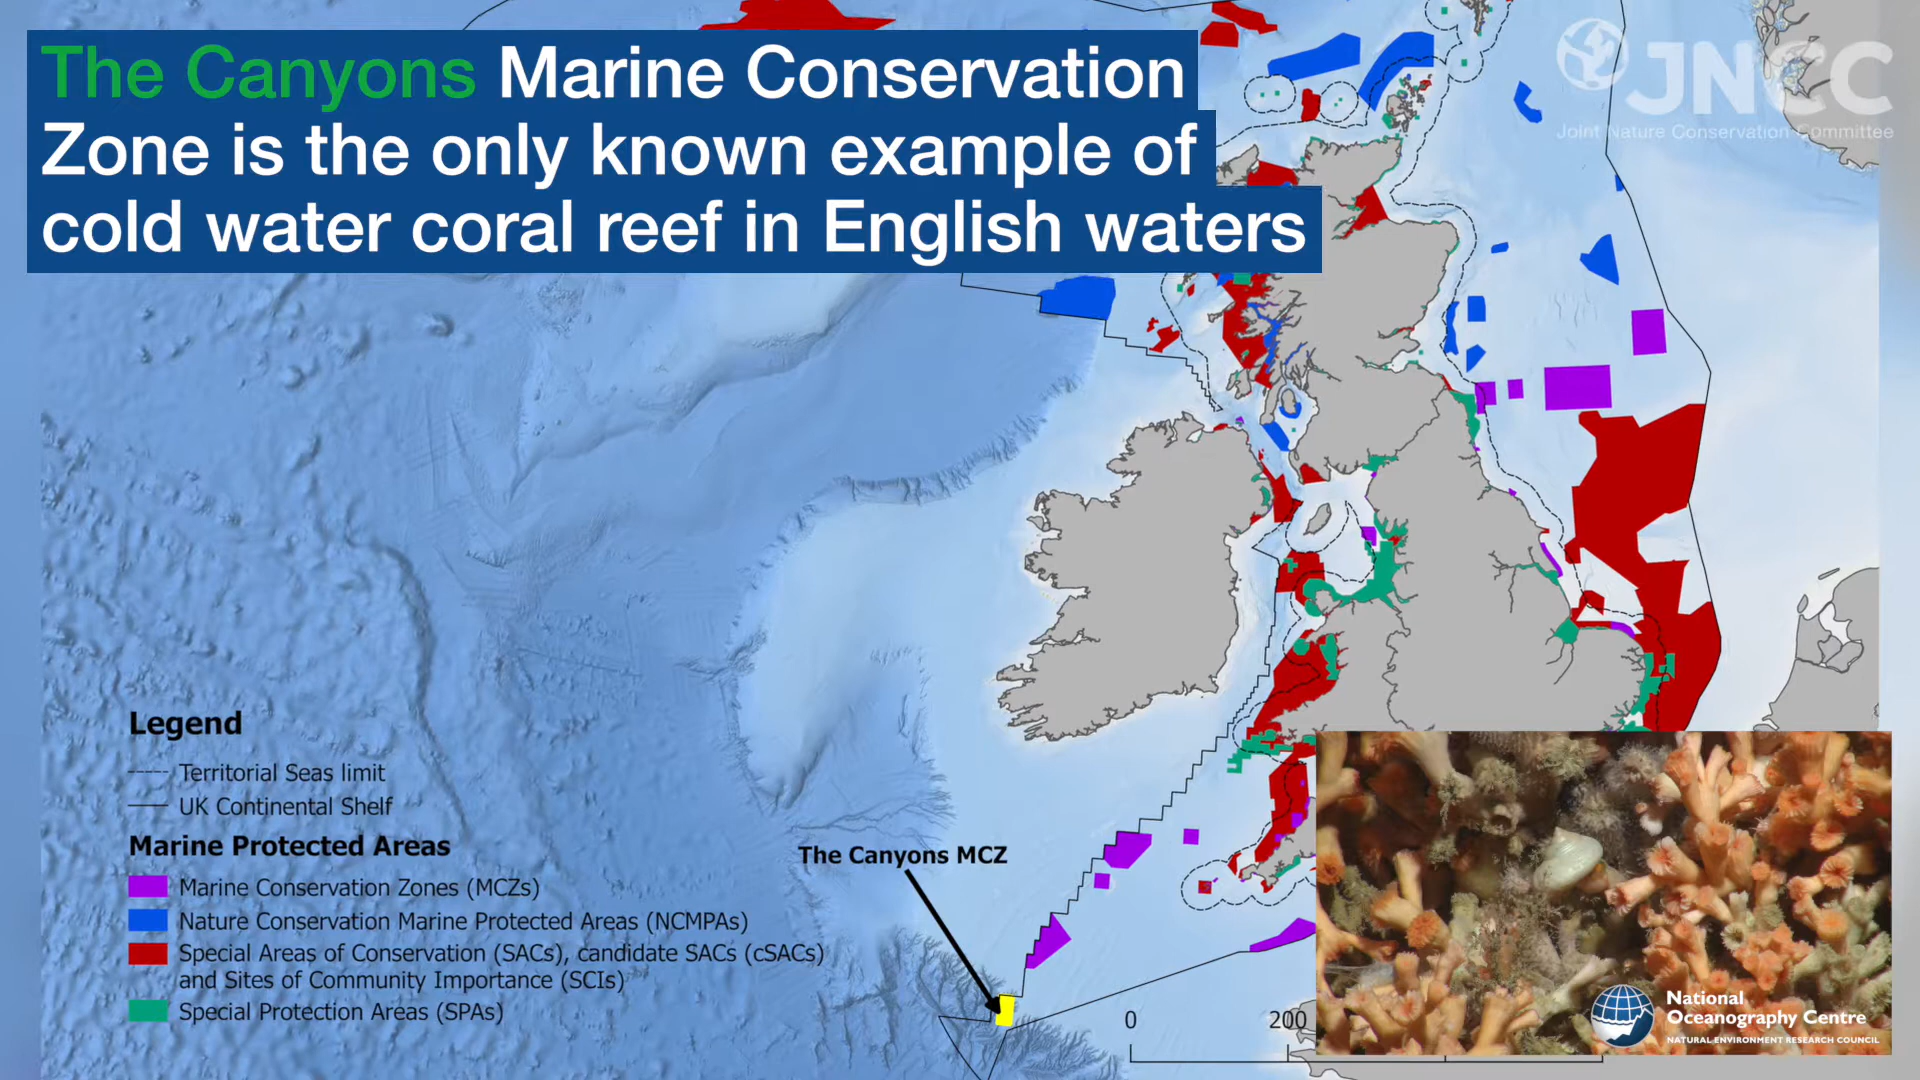 The Canyons Marine Conservation
Zone is the only known example of
cold water coral reef in English waters
JNCC
Joint Nature Conservation Committee
Legend
Territorial Seas limit
UK Continental Shelf
Marine Protected Areas
Marine Conservation Zones (MCZs)
Nature Conservation Marine Protected Areas (NCMPAs)
Special Areas of Conservation (SACs), candidate SACs (cSACs)
and Sites of Community Importance (SCIs)
Special Protection Areas (SPAs)
The Canyons MCZ
0 200
National
Oceanography Centre
NATURAL ENVIRONMENT RESEARCH COUNCIL